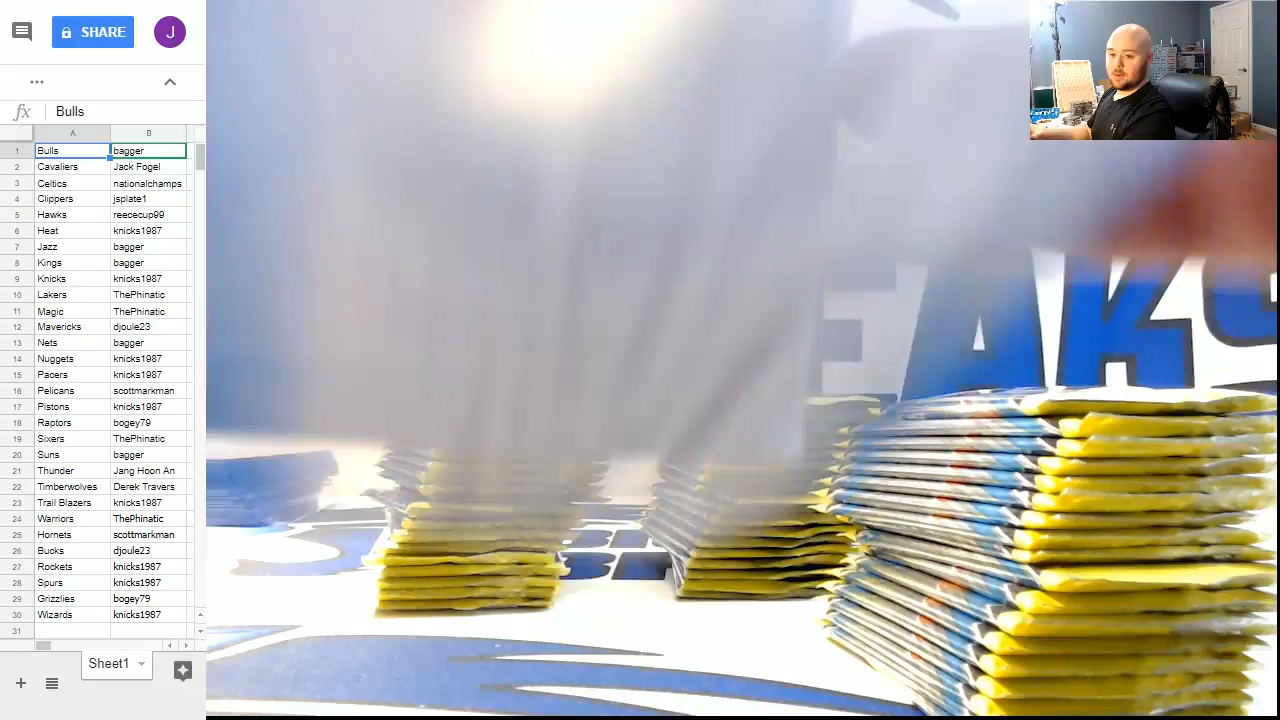 SHARE
J
...
fx Bulls
A B
1 Bulls bagger
2 Cavaliers Jack Fogel
3 Celtics nationalchamps
4 Clippers jsplate1
5 Hawks reececup99
6 Heat knicks1987
7 Jazz bagger
8 Kings bagger
9 Knicks knicks1987
10 Lakers ThePhinatic
11 Magic ThePhinatic
12 Mavericks djoule23
13 Nets bagger
14 Nuggets knicks1987
15 Pacers knicks1987
16 Pelicans scottmarkman
17 Pistons knicks1987
18 Raptors bogey79
19 Sixers ThePhinatic
20 Suns bagger
21 Thunder Jang Hoon An
22 Timberwolves Derek Travers
23 Trail Blazers knicks1987
24 Warriors ThePhinatic
25 Hornets scottmarkman
26 Bucks djoule23
27 Rockets knicks1987
28 Spurs knicks1987
29 Grizzlies bogey79
30 Wizards knicks1987
31
Sheet1
EAKS